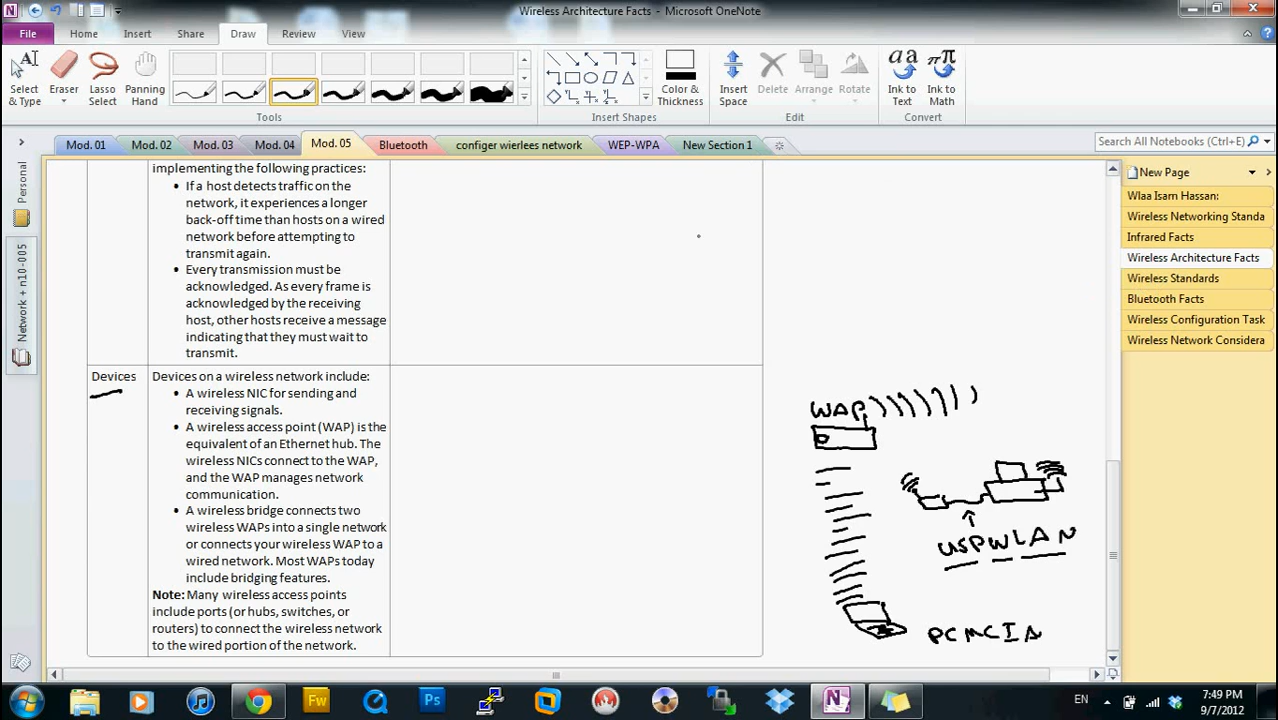 Wireless Architecture Facts - Microsoft OneNote
File Home Insert Share Draw Review View
Select & Type
Eraser
Lasso Select
Panning Hand
Color & Thickness
Insert Space
Delete
Arrange
Rotate
Ink to Text
Ink to Math
Tools
Insert Shapes
Edit
Convert
Mod. 01 Mod. 02 Mod. 03 Mod. 04 Mod. 05 Bluetooth configer wierlees network WEP-WPA New Section 1
Search All Notebooks (Ctrl+E)
Personal
Network + n10-005
implementing the following practices:
If a host detects traffic on the
network, it experiences a longer
back-off time than hosts on a wired
network before attempting to
transmit again.
Every transmission must be
acknowledged. As every frame is
acknowledged by the receiving
host, other hosts receive a message
indicating that they must wait to
transmit.
Devices
Devices on a wireless network include:
A wireless NIC for sending and
receiving signals.
A wireless access point (WAP) is the
equivalent of an Ethernet hub. The
wireless NICs connect to the WAP,
and the WAP manages network
communication.
A wireless bridge connects two
wireless WAPs into a single network
or connects your wireless WAP to a
wired network. Most WAPs today
include bridging features.
Note: Many wireless access points
include ports (or hubs, switches, or
routers) to connect the wireless network
to the wired portion of the network.
WAP
USPWLAN
PCMCIA
New Page
Wlaa Isam Hassan:
Wireless Networking Standa
Infrared Facts
Wireless Architecture Facts
Wireless Standards
Bluetooth Facts
Wireless Configuration Task
Wireless Network Considera
EN
7:49 PM
9/7/2012